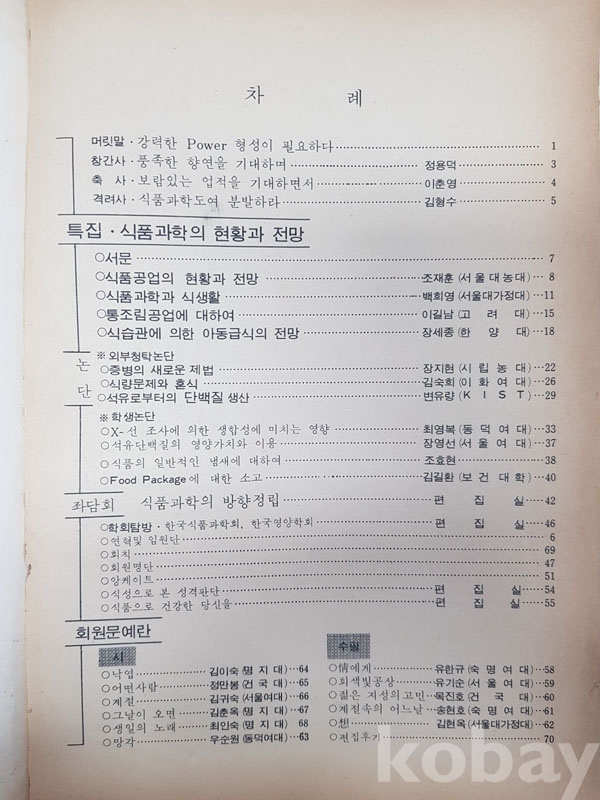 차 례
머릿말 · 강력한 Power 형성이 필요하다 1
창간사 · 풍족한 향연을 기대하며 정용덕 3
축 사 · 보람있는 업적을 기대하면서 이춘영 4
격려사 · 식품과학도여 분발하라 김형수 5
특집 · 식품과학의 현황과 전망
○서문 7
○식품공업의 현황과 전망 조재훈 (서울대농대) 8
○식품과학과 식생활 백희영 (서울대가정대) 11
○통조림공업에 대하여 이길남 (고 려 대) 15
○식습관에 의한 아동급식의 전망 장세종 (한 양 대) 18
논단
※ 외부청탁논단
○증병의 새로운 제법 장지현 (시 립 농 대) 22
○식량문제와 혼식 김숙희 (이 화 여 대) 26
○석유로부터의 단백질 생산 변유량 (K I S T) 29
※ 학생논단
○X-선 조사에 의한 생합성에 미치는 영향 최영복 (동 덕 여 대) 33
○석유단백질의 영양가치와 이용 장영선 (서 울 여 대) 37
○식품의 일반적인 냄새에 대하여 조효현 38
○Food Package에 대한 소고 김길환 (보 건 대 학) 40
좌담회 식품과학의 방향정립 편 집 실 42
○학회탐방 · 한국식품과학회, 한국영양학회 편 집 실 46
○연혁및 임원단 6
○회칙 69
○회원명단 47
○앙케이트 51
○식성으로 본 성격판단 편 집 실 54
○식품으로 건강한 당신을 편 집 실 55
회원문예란
시
○낙엽 김이숙 (명 지 대) 64
○어떤사람 정만봉 (건 국 대) 65
○계절 김귀숙 (서울여대) 66
○그날이 오면 김춘옥 (명 지 대) 67
○생일의 노래 최인숙 (명 지 대) 68
○망각 우순원 (동덕여대) 63
수필
○情에게 유한규 (숙 명 여 대) 58
○회색빛공상 유기순 (서 울 여 대) 59
○젊은 지성의고민 목진호 (건 국 대) 60
○계절속의 어느날 송현호 (숙 명 여 대) 61
○想 김현옥 (서울대가정대) 62
○편집후기 70
kobay